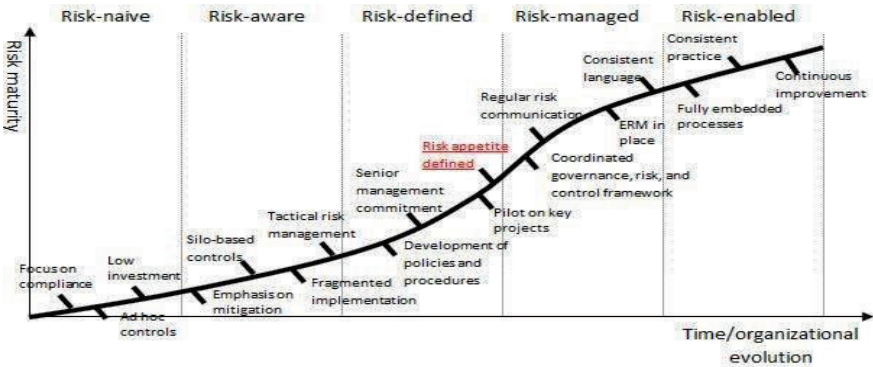 Risk-naive
Risk-aware
Risk-defined
Risk-managed
Risk-enabled
Risk maturity
Consistent
practice
Consistent
language
Continuous
improvement
Regular risk
communication
Fully embedded
processes
ERM in
place
Risk appetite
defined
Coordinated
governance, risk, and
control framework
Senior
management
commitment
Pilot on key
projects
Tactical risk
management
Silo-based
controls
Development of
policies and
procedures
Low
investment
Focus on
compliance
Fragmented
implementation
Emphasis on
mitigation
Ad hoc
controls
Time/organizational
evolution